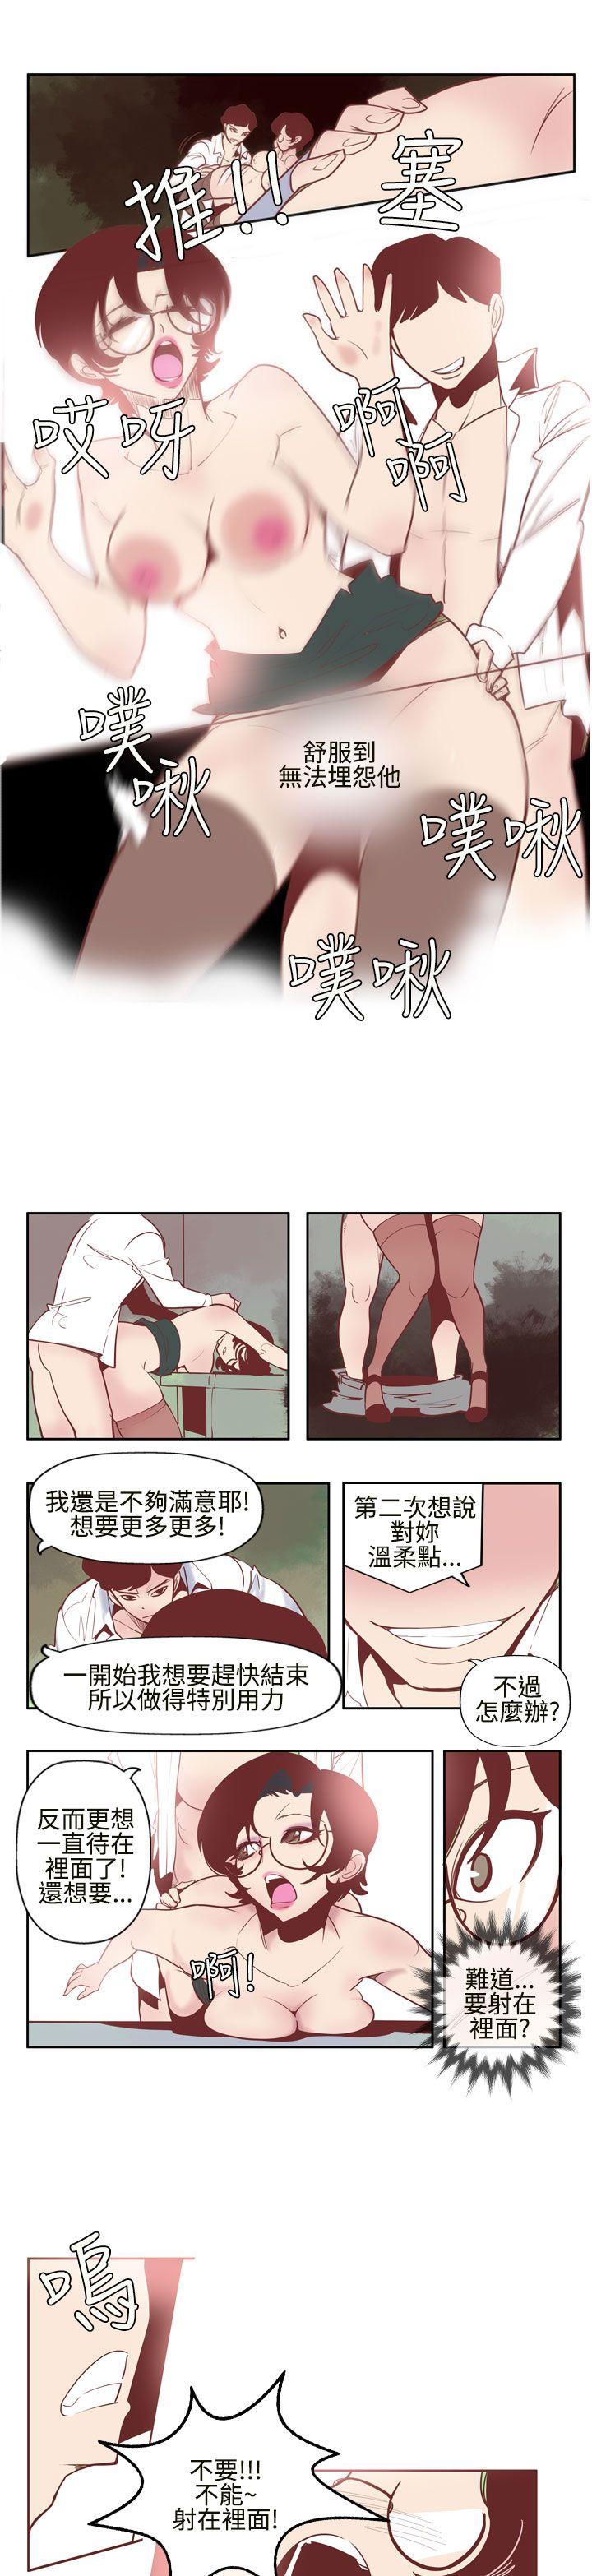 推!!
塞
哎呀
啊啊
噗啾
舒服到
無法埋怨他
噗啾
噗啾
我還是不夠滿意耶!
想要更多更多!
第二次想說
對妳
溫柔點...
一開始我想要趕快結束
所以做得特別用力
不過
怎麼辦?
反而更想
一直待在
裡面了!
還想要...
啊!
難道...
要射在
裡面?
嗚
不要!!!
不能~
射在裡面!